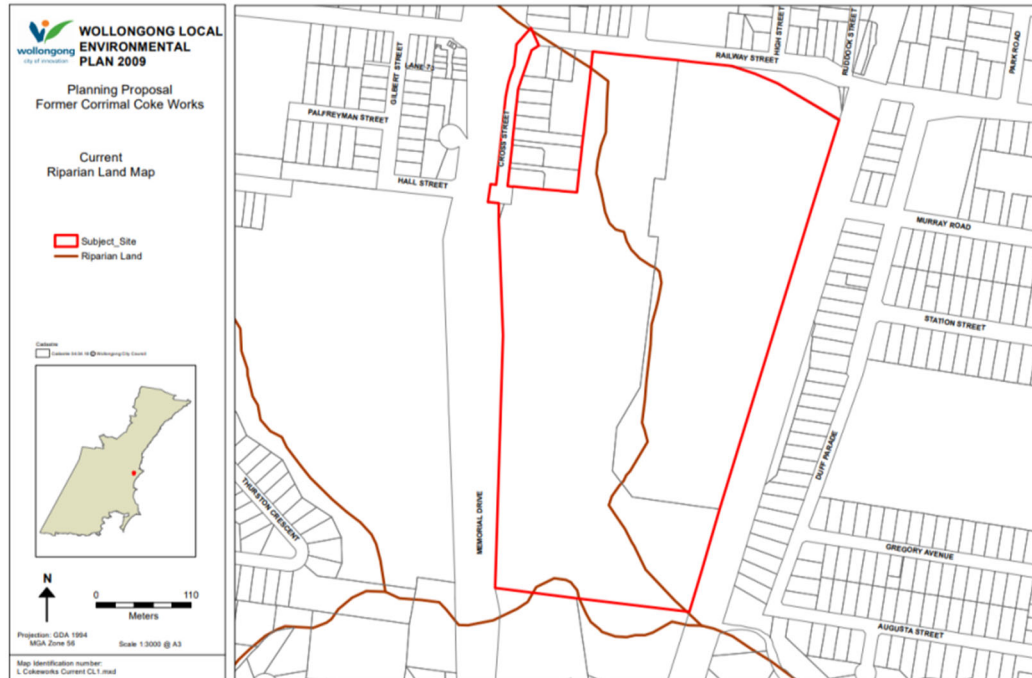 wollongong
city of innovation
WOLLONGONG LOCAL
ENVIRONMENTAL
PLAN 2009
Planning Proposal
Former Corrimal Coke Works
Current
Riparian Land Map
Subject_Site
Riparian Land
Cadastre
N
0 110
Meters
Projection: GDA 1994
MGA Zone 56
Scale 1:3000 @ A3
Map Identification number:
L Cokeworks Current CL1.mxd
GILBERT STREET
PALFREYMAN STREET
HALL STREET
CROSS STREET
RAILWAY STREET
HIGH STREET
RUDDOCK STREET
PARK ROAD
MURRAY ROAD
STATION STREET
DUFF PARADE
THURSTON CRESCENT
MEMORIAL DRIVE
GREGORY AVENUE
AUGUSTA STREET